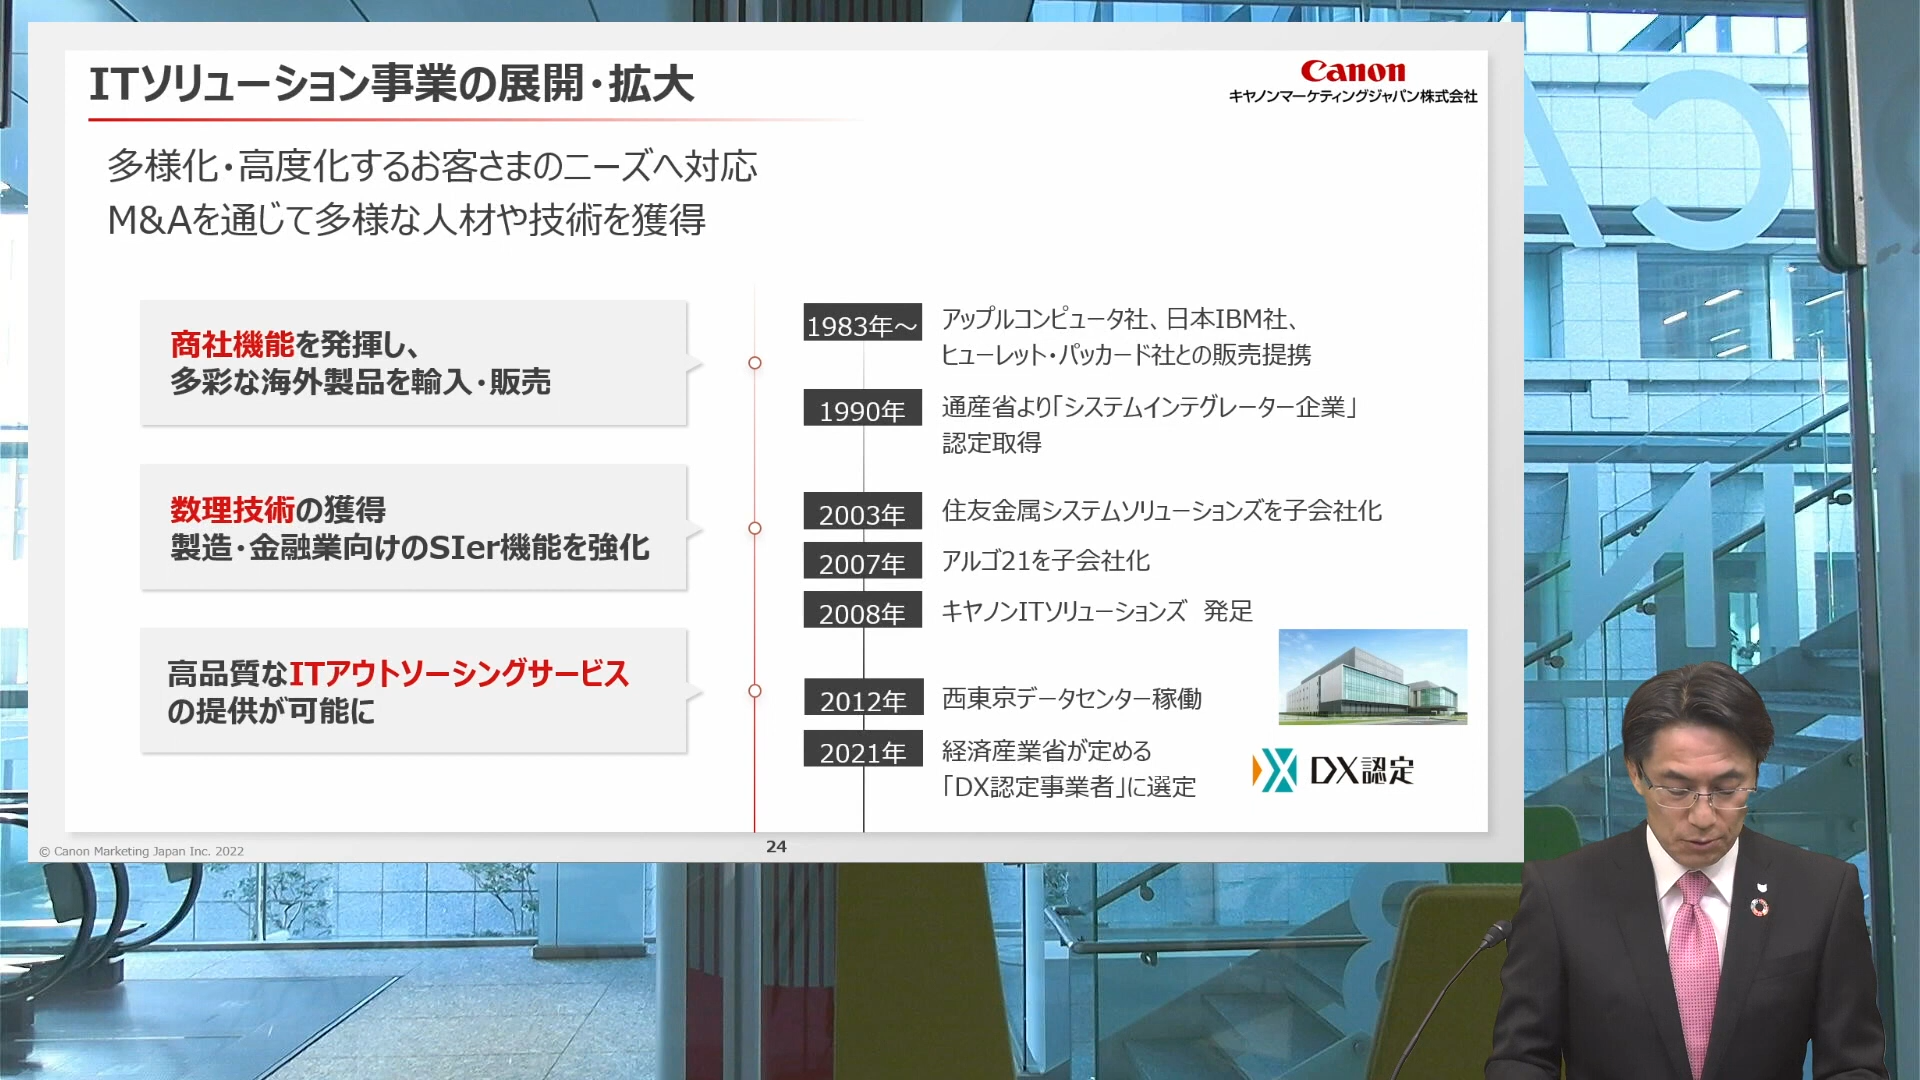 ITソリューション事業の展開・拡大
Canon
キヤノンマーケティングジャパン株式会社
多様化・高度化するお客さまのニーズへ対応
M&Aを通じて多様な人材や技術を獲得
商社機能を発揮し、
多彩な海外製品を輸入・販売
数理技術の獲得
製造・金融業向けのSIer機能を強化
高品質なITアウトソーシングサービス
の提供が可能に
1983年～
アップルコンピュータ社、日本IBM社、
ヒューレット・パッカード社との販売提携
1990年
通産省より「システムインテグレーター企業」
認定取得
2003年
住友金属システムソリューションズを子会社化
2007年
アルゴ21を子会社化
2008年
キヤノンITソリューションズ　発足
2012年
西東京データセンター稼働
2021年
経済産業省が定める
「DX認定事業者」に選定
DX認定
© Canon Marketing Japan Inc. 2022
24